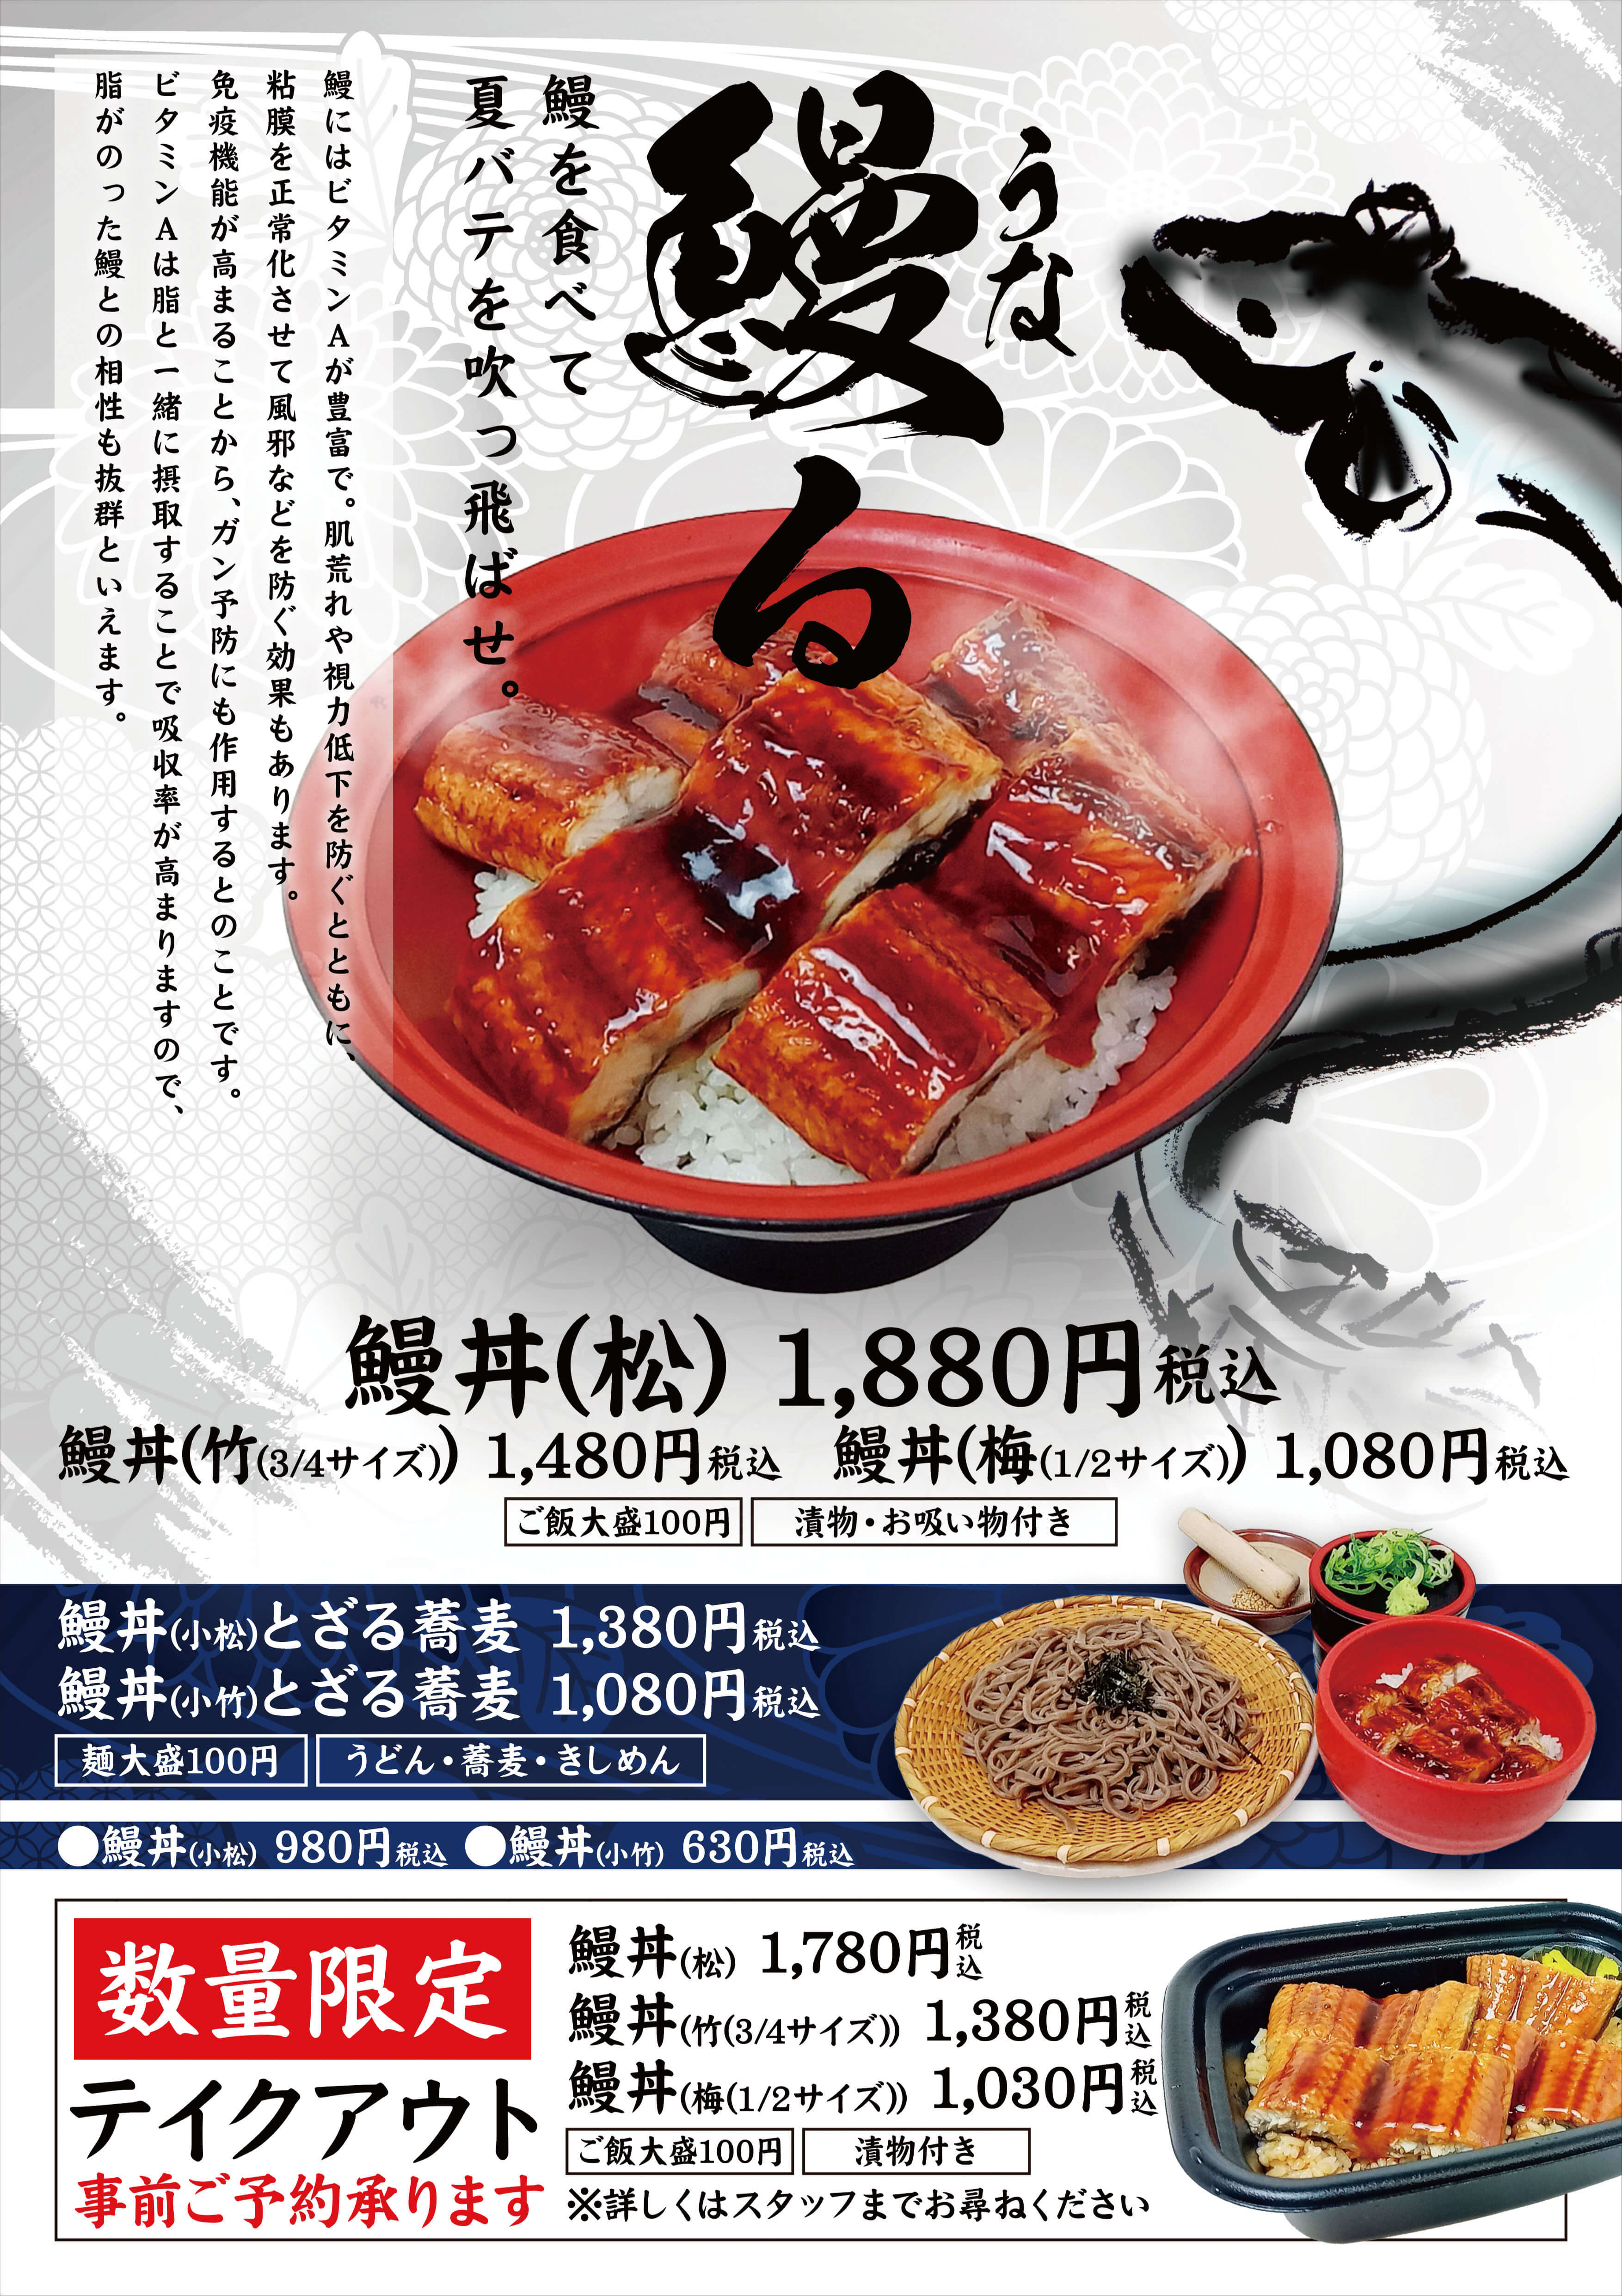 うな
鰻る
鰻を食べて
夏バテを吹っ飛ばせ。
鰻にはビタミンAが豊富で。肌荒れや視力低下を防ぐとともに、
粘膜を正常化させて風邪などを防ぐ効果もあります。
免疫機能が高まることから、ガン予防にも作用するとのことです。
ビタミンAは脂と一緒に摂取することで吸収率が高まりますので、
脂がのった鰻との相性も抜群といえます。
鰻丼(松) 1,880円税込
鰻丼(竹(3/4サイズ)) 1,480円税込 鰻丼(梅(1/2サイズ)) 1,080円税込
ご飯大盛100円 漬物・お吸い物付き
鰻丼(小松)とざる蕎麦 1,380円税込
鰻丼(小竹)とざる蕎麦 1,080円税込
麺大盛100円 うどん・蕎麦・きしめん
●鰻丼(小松) 980円税込 ●鰻丼(小竹) 630円税込
数量限定
テイクアウト
事前ご予約承ります
鰻丼(松) 1,780円税込
鰻丼(竹(3/4サイズ)) 1,380円税込
鰻丼(梅(1/2サイズ)) 1,030円税込
ご飯大盛100円 漬物付き
※詳しくはスタッフまでお尋ねください